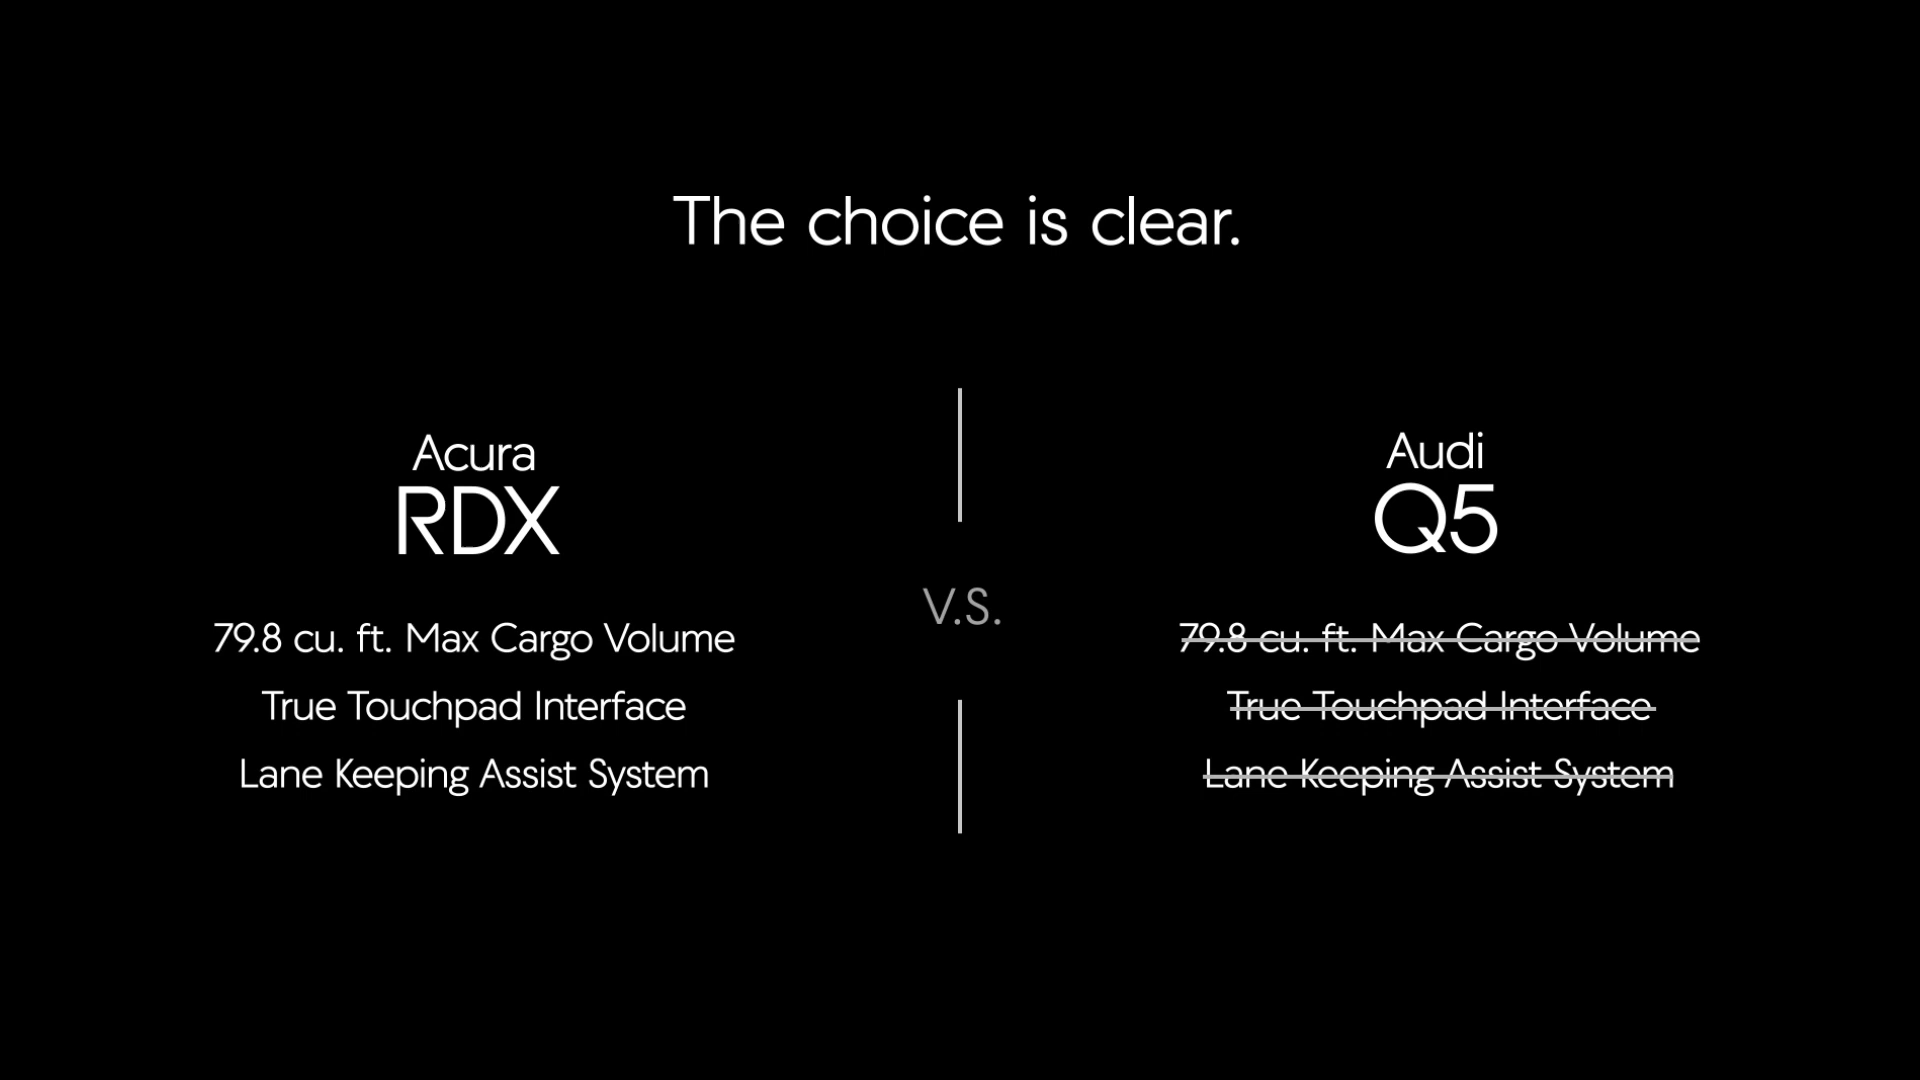 The choice is clear.
Acura
RDX
79.8 cu. ft. Max Cargo Volume
True Touchpad Interface
Lane Keeping Assist System
V.S.
Audi
Q5
79.8 cu. ft. Max Cargo Volume
True Touchpad Interface
Lane Keeping Assist System